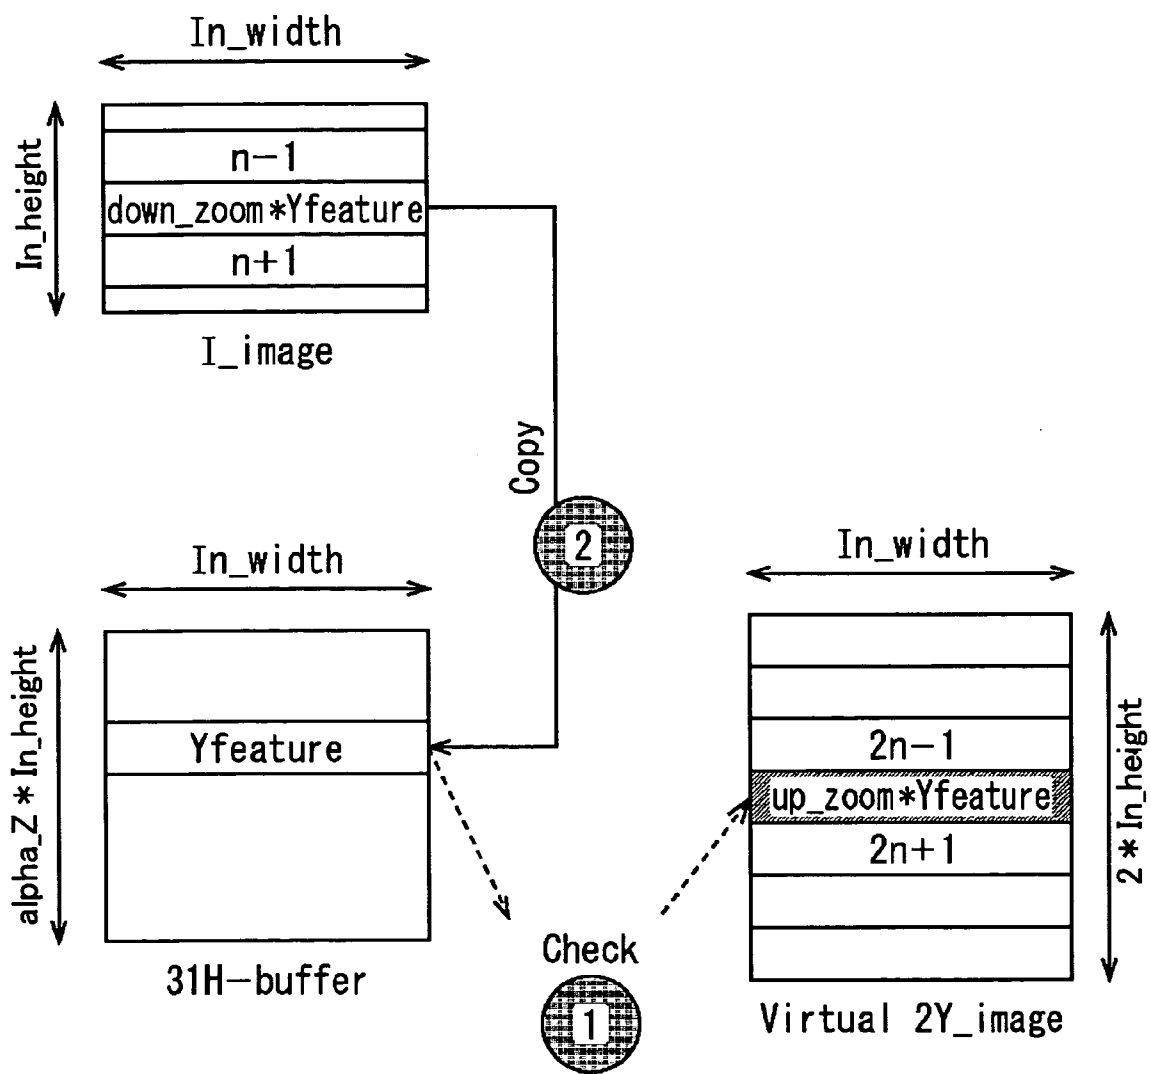 In_width
In_height
n−1
down_zoom*Yfeature
n+1
I_image
Copy
2
In_width
alpha_Z * In_height
Yfeature
31H−buffer
In_width
2n−1
up_zoom*Yfeature
2n+1
2 * In_height
Virtual 2Y_image
Check
1